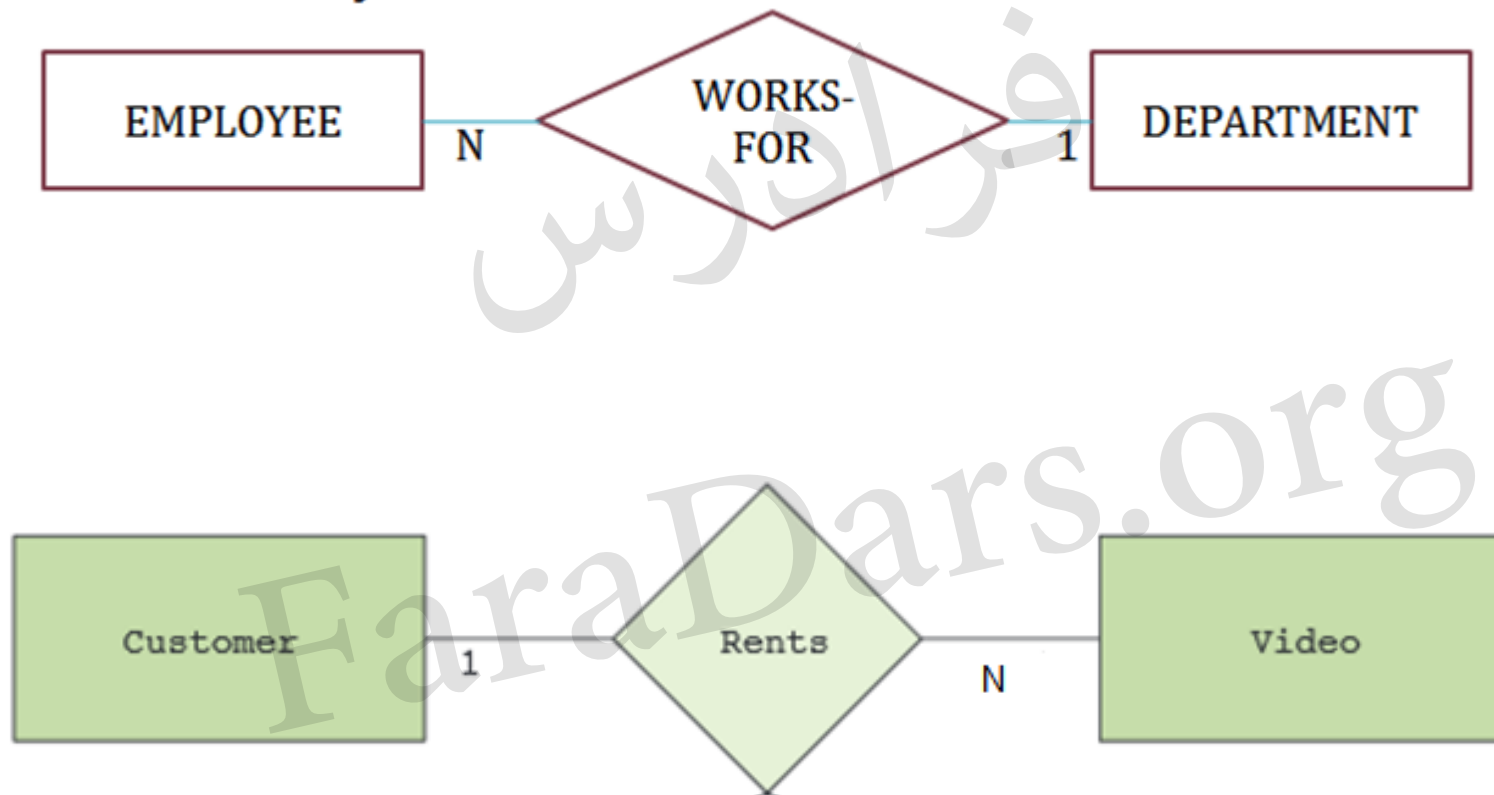 EMPLOYEE
N
WORKS-
FOR
1
DEPARTMENT
فرادرس
FaraDars.org
Customer
1
Rents
N
Video